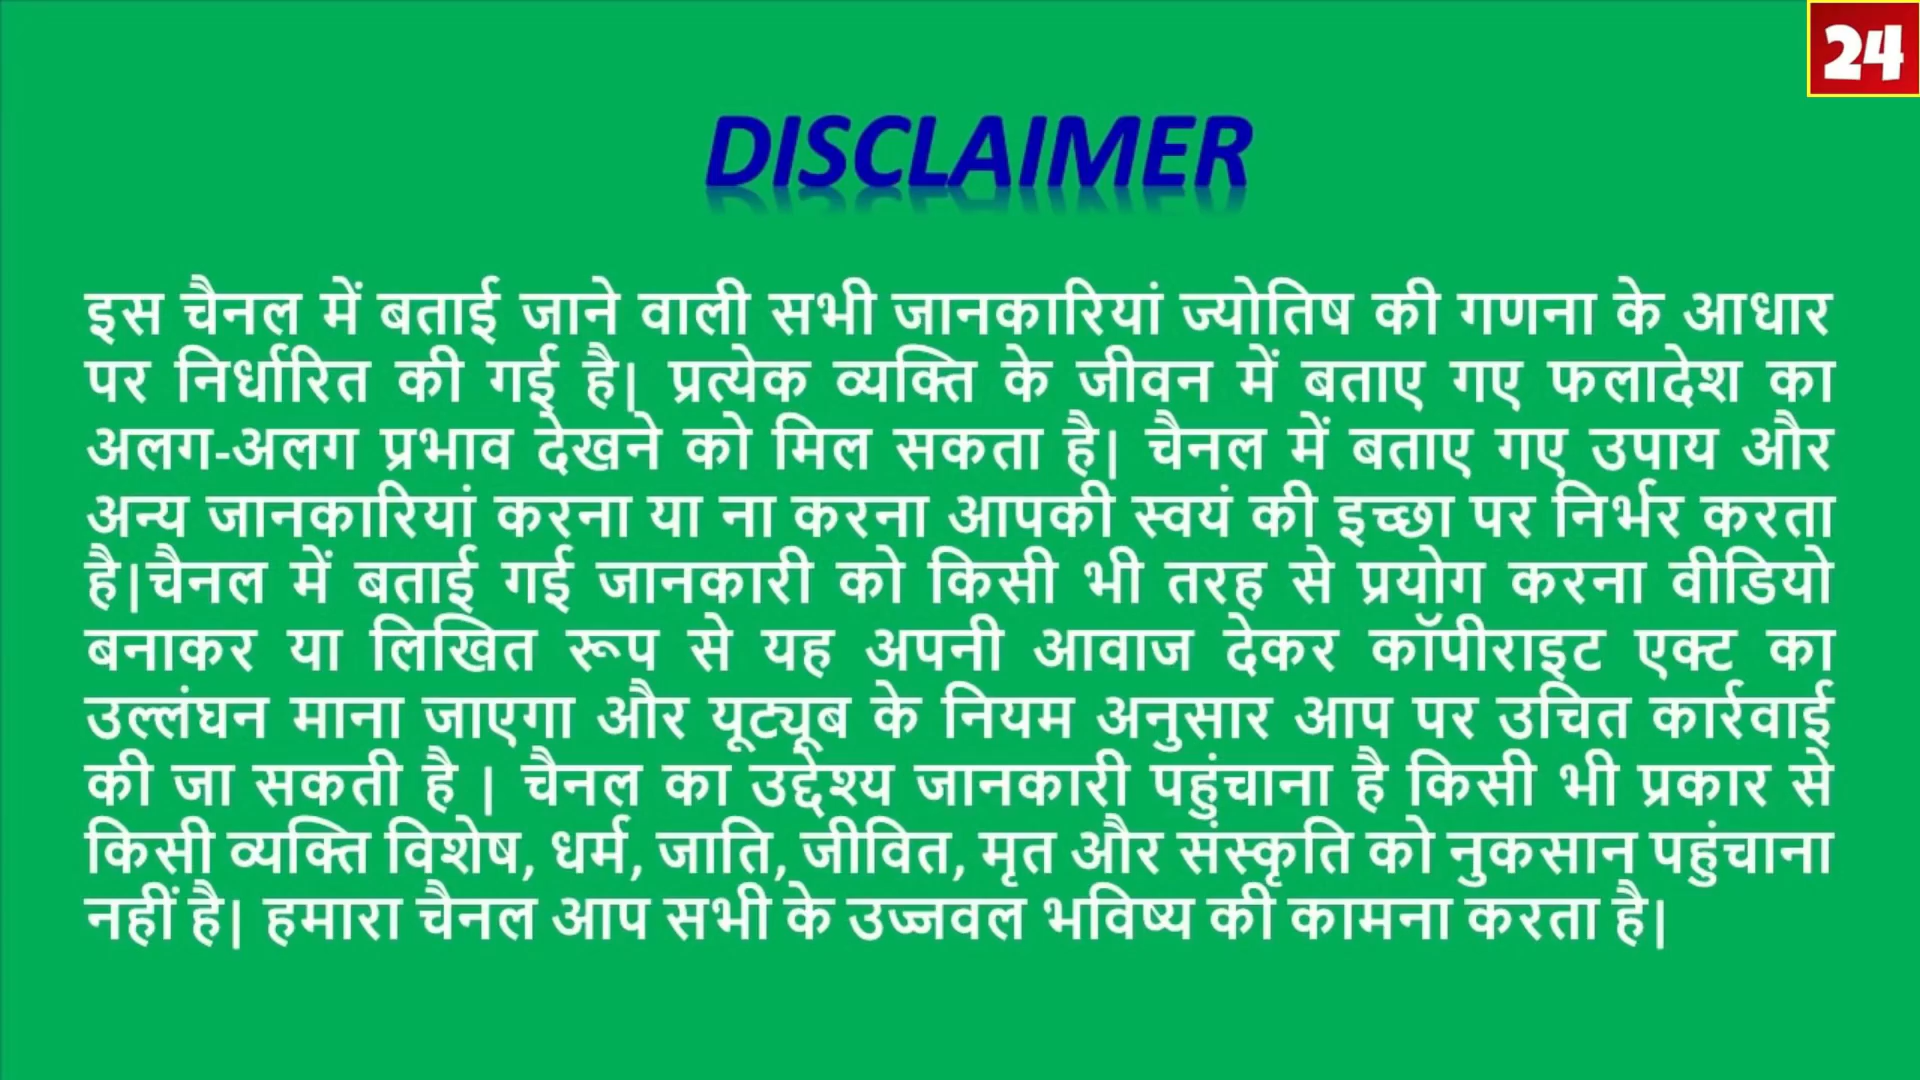 24
DISCLAIMER
इस चैनल में बताई जाने वाली सभी जानकारियां ज्योतिष की गणना के आधार
पर निर्धारित की गई है| प्रत्येक व्यक्ति के जीवन में बताए गए फलादेश का
अलग-अलग प्रभाव देखने को मिल सकता है| चैनल में बताए गए उपाय और
अन्य जानकारियां करना या ना करना आपकी स्वयं की इच्छा पर निर्भर करता
है|चैनल में बताई गई जानकारी को किसी भी तरह से प्रयोग करना वीडियो
बनाकर या लिखित रूप से यह अपनी आवाज देकर कॉपीराइट एक्ट का
उल्लंघन माना जाएगा और यूट्यूब के नियम अनुसार आप पर उचित कार्रवाई
की जा सकती है | चैनल का उद्देश्य जानकारी पहुंचाना है किसी भी प्रकार से
किसी व्यक्ति विशेष, धर्म, जाति, जीवित, मृत और संस्कृति को नुकसान पहुंचाना
नहीं है| हमारा चैनल आप सभी के उज्जवल भविष्य की कामना करता है|